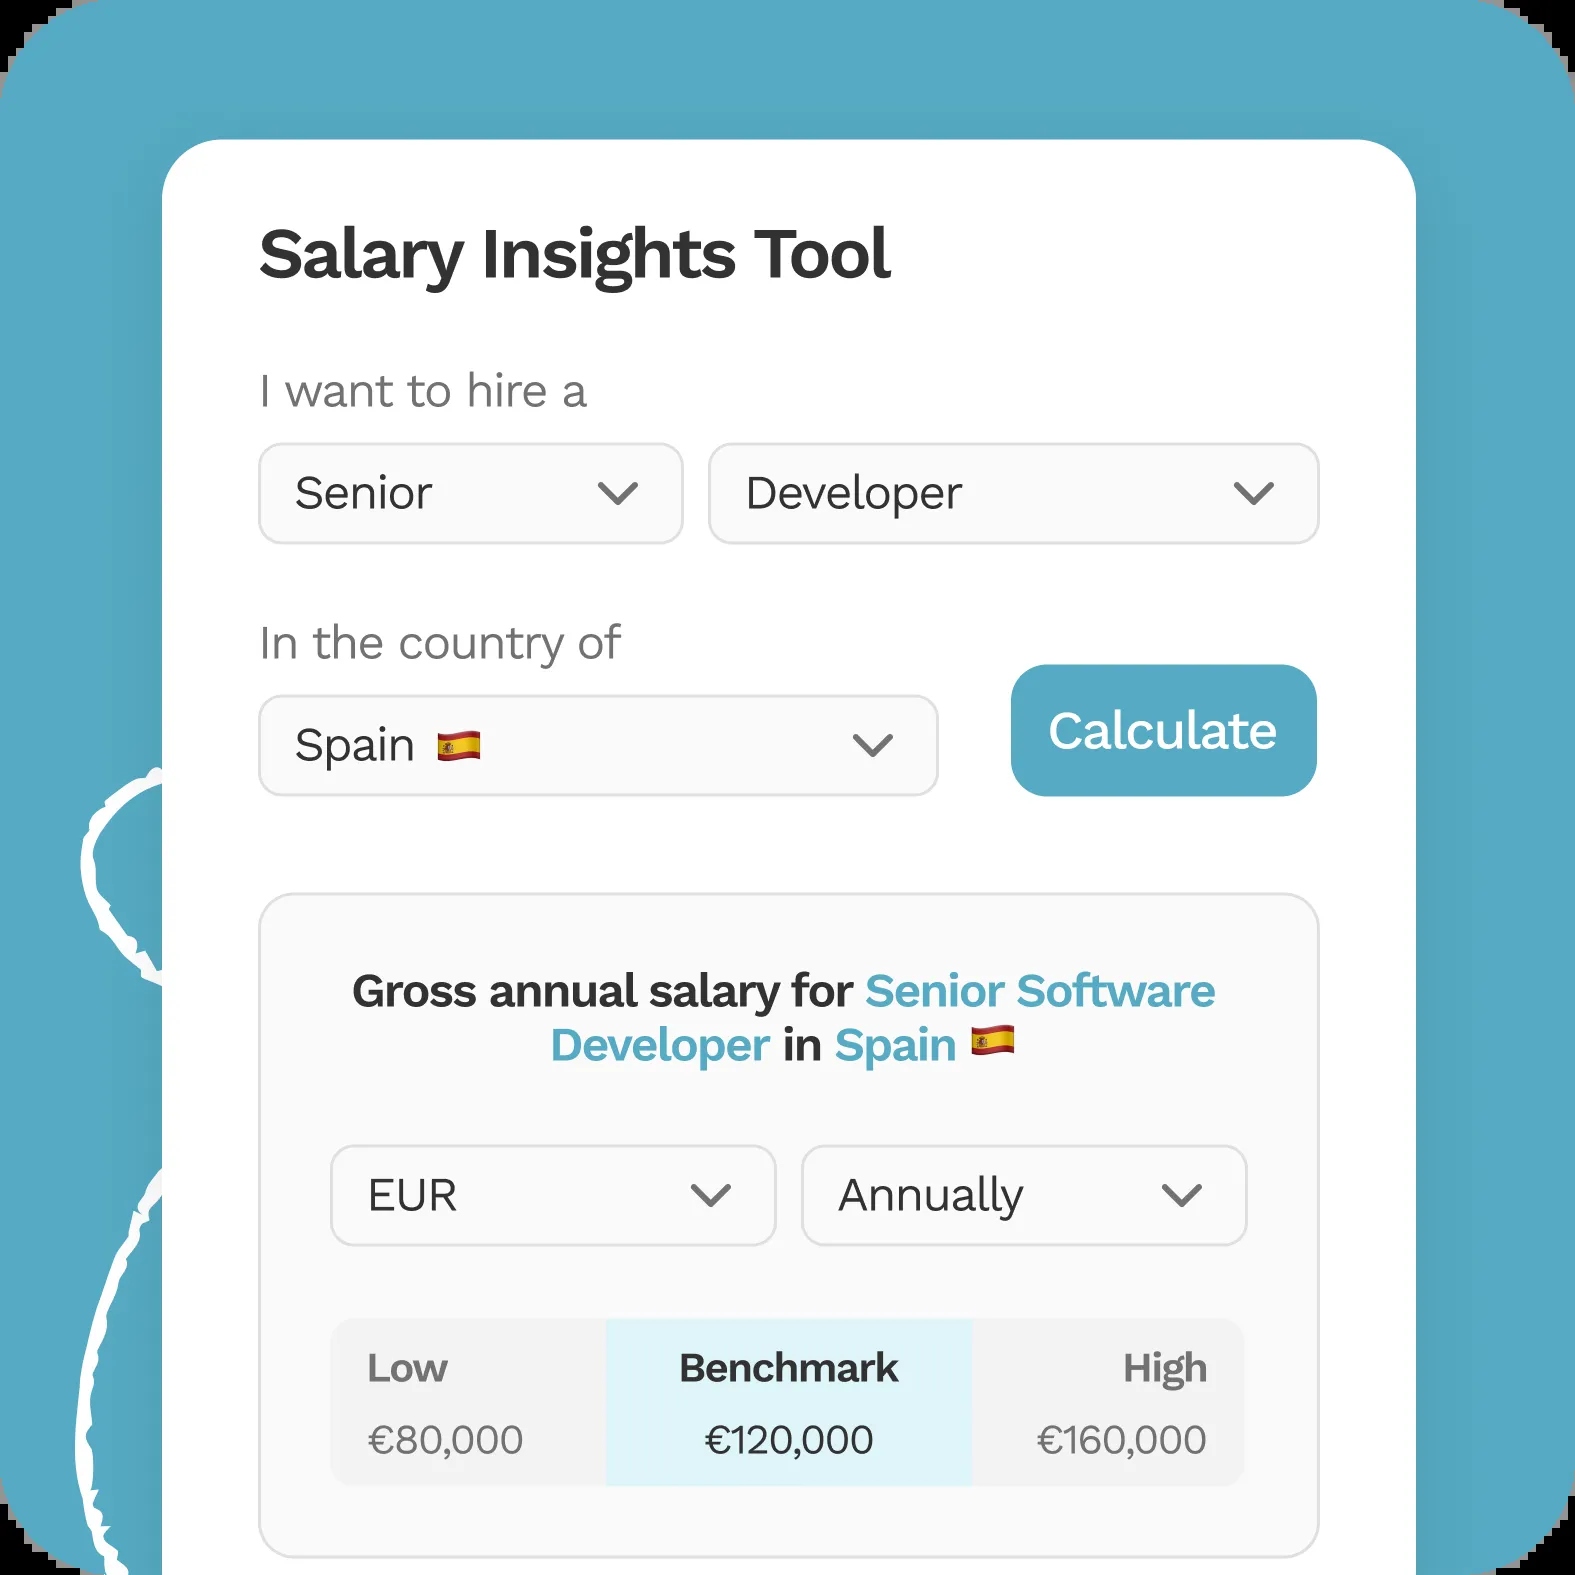 Salary Insights Tool
I want to hire a
Senior
Developer
In the country of
Spain 🇪🇸
Calculate
Gross annual salary for Senior Software
Developer in Spain 🇪🇸
EUR
Annually
Low
Benchmark
High
€80,000
€120,000
€160,000